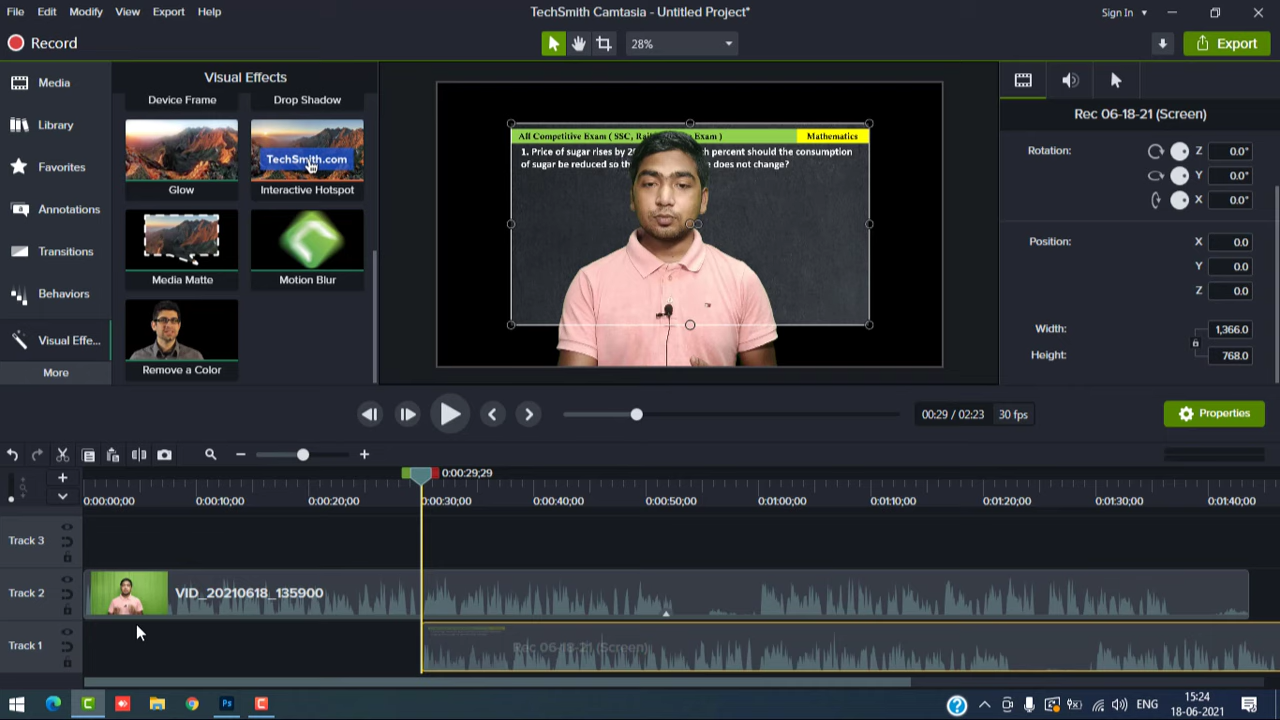 File Edit Modify View Export Help
TechSmith Camtasia - Untitled Project*
Sign In
Record
28%
Export
Media
Library
Favorites
Annotations
Transitions
Behaviors
Visual Effe...
More
Visual Effects
Device Frame
Drop Shadow
TechSmith.com
Glow
Interactive Hotspot
Media Matte
Motion Blur
Remove a Color
All Competitive Exam ( SSC,
Exam )
Mathematics
1. Price of sugar rises by
percent should the consumption
of sugar be reduced so
does not change?
Rec 06-18-21 (Screen)
Rotation:
Z 0.0°
Y 0.0°
X 0.0°
Position:
X 0.0
Y 0.0
Z 0.0
Width: 1,366.0
Height: 768.0
00:29 / 02:23 30 fps
Properties
0:00:29;29
0:00:00;00 0:00:10;00 0:00:20;00 0:00:30;00 0:00:40;00 0:00:50;00 0:01:00;00 0:01:10;00 0:01:20;00 0:01:30;00 0:01:40;00
Track 3
Track 2
VID_20210618_135900
Track 1
Rec 06-18-21 (Screen)
Ps
ENG
15:24
18-06-2021